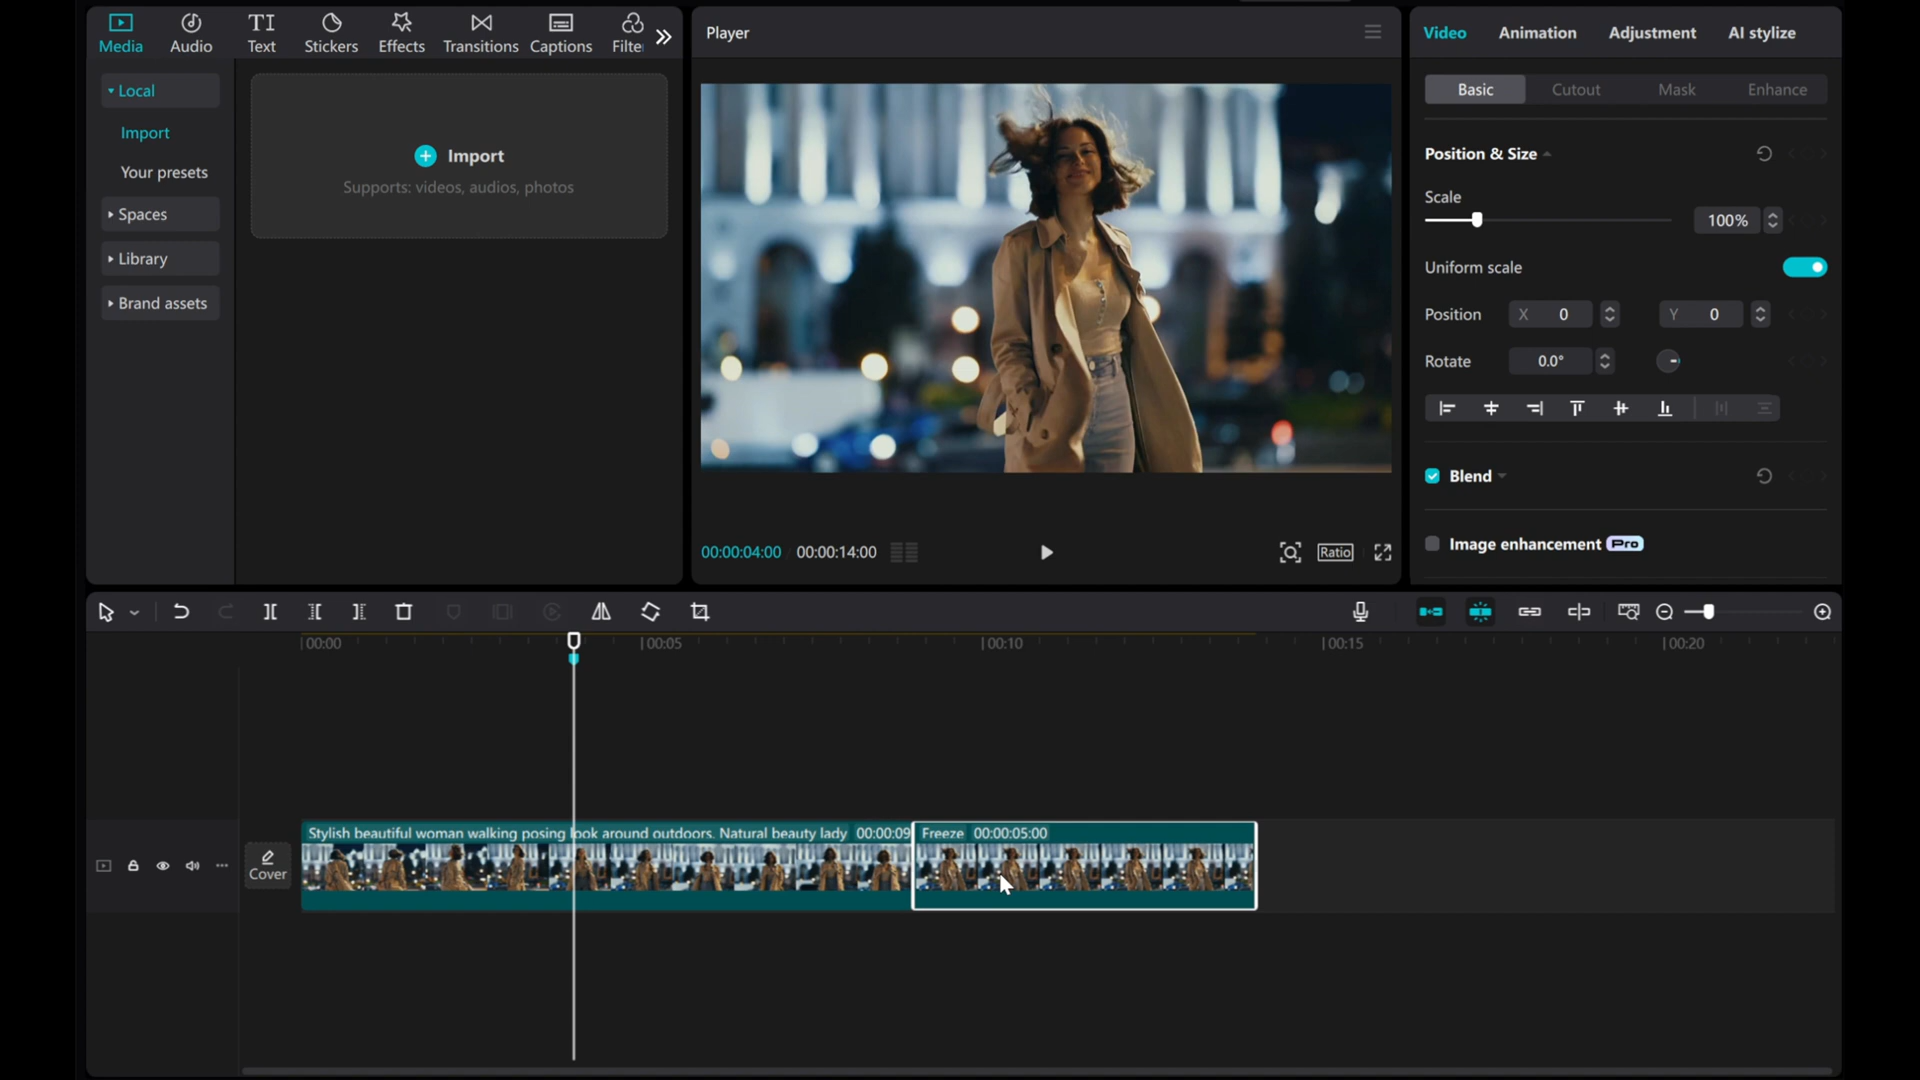 Media
Audio
Text
Stickers
Effects
Transitions
Captions
Filte
Local
Import
Your presets
Spaces
Library
Brand assets
Import
Supports: videos, audios, photos
Player
00:00:04:00 00:00:14:00
Ratio
Video Animation Adjustment AI stylize
Basic Cutout Mask Enhance
Position & Size
Scale
100%
Uniform scale
Position X 0 Y 0
Rotate 0.0°
Blend
Image enhancement Pro
00:00 00:05 00:10 00:15 00:20
Cover
Stylish beautiful woman walking posing look around outdoors. Natural beauty lady 00:00:09
Freeze 00:00:05:00